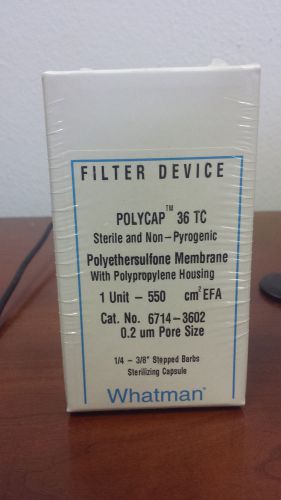 FILTER DEVICE
POLYCAP™ 36 TC
Sterile and Non-Pyrogenic
Polyethersulfone Membrane
With Polypropylene Housing
1 Unit - 550 cm² EFA
Cat. No. 6714-3602
0.2 um Pore Size
1/4 - 3/8" Stepped Barbs
Sterilizing Capsule
Whatman®